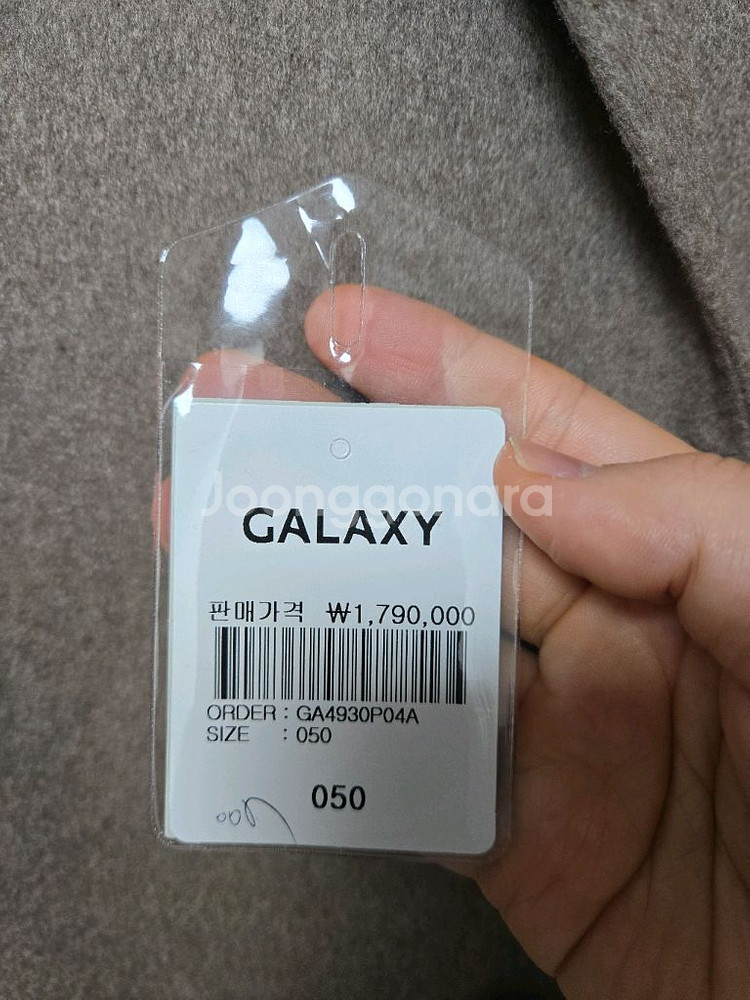 Joonggonara
GALAXY
판매가격 ₩1,790,000
ORDER : GA4930P04A
SIZE : 050
050